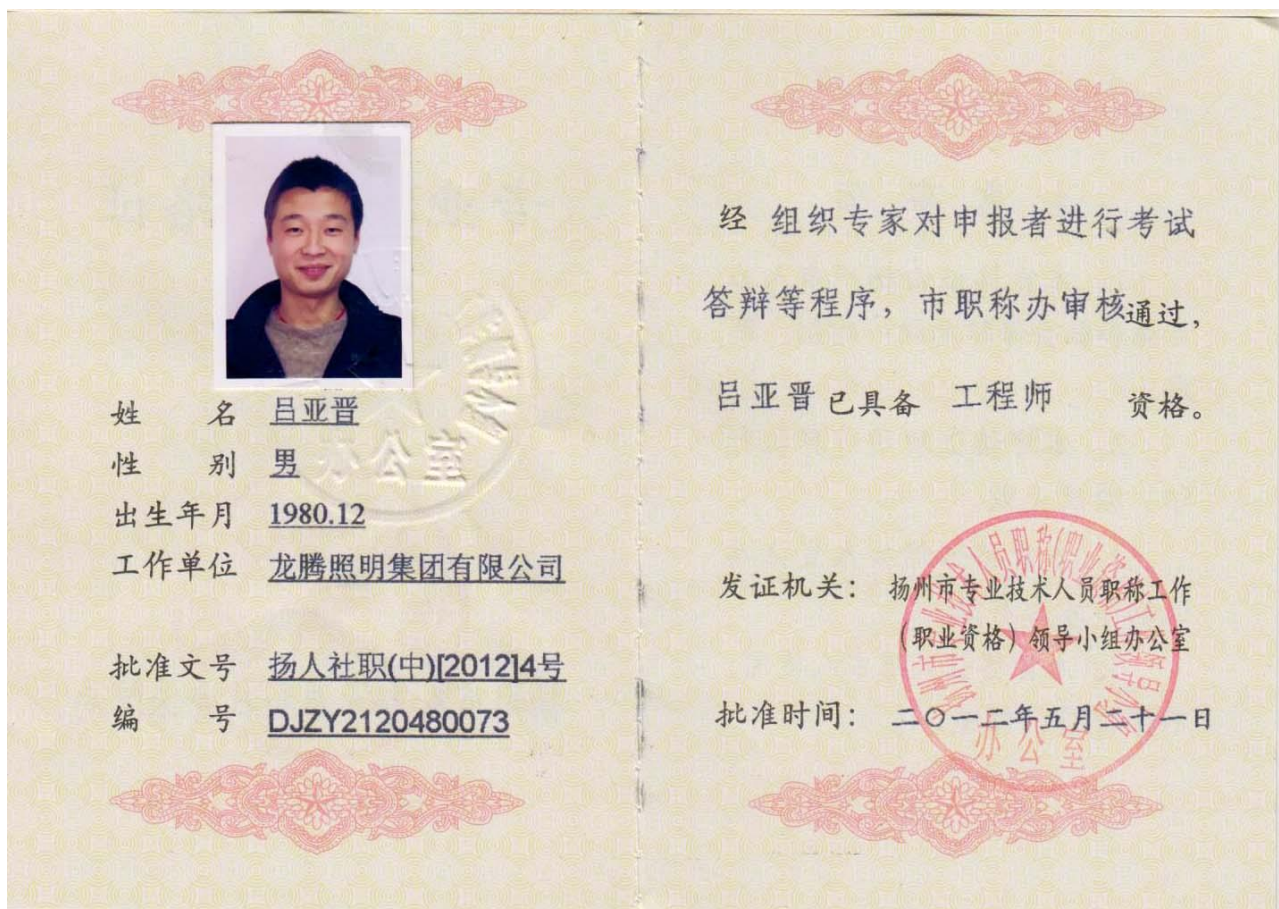 姓 名 吕亚晋
性 别 男
出生年月 1980.12
工作单位 龙腾照明集团有限公司
批准文号 扬人社职(中)[2012]4号
编 号 DJZY2120480073
经 组织专家对申报者进行考试
答辩等程序，市职称办审核通过，
吕亚晋已具备 工程师 资格。
发证机关： 扬州市专业技术人员职称工作
（职业资格）领导小组办公室
批准时间： 二〇一二年五月二十一日
办公室